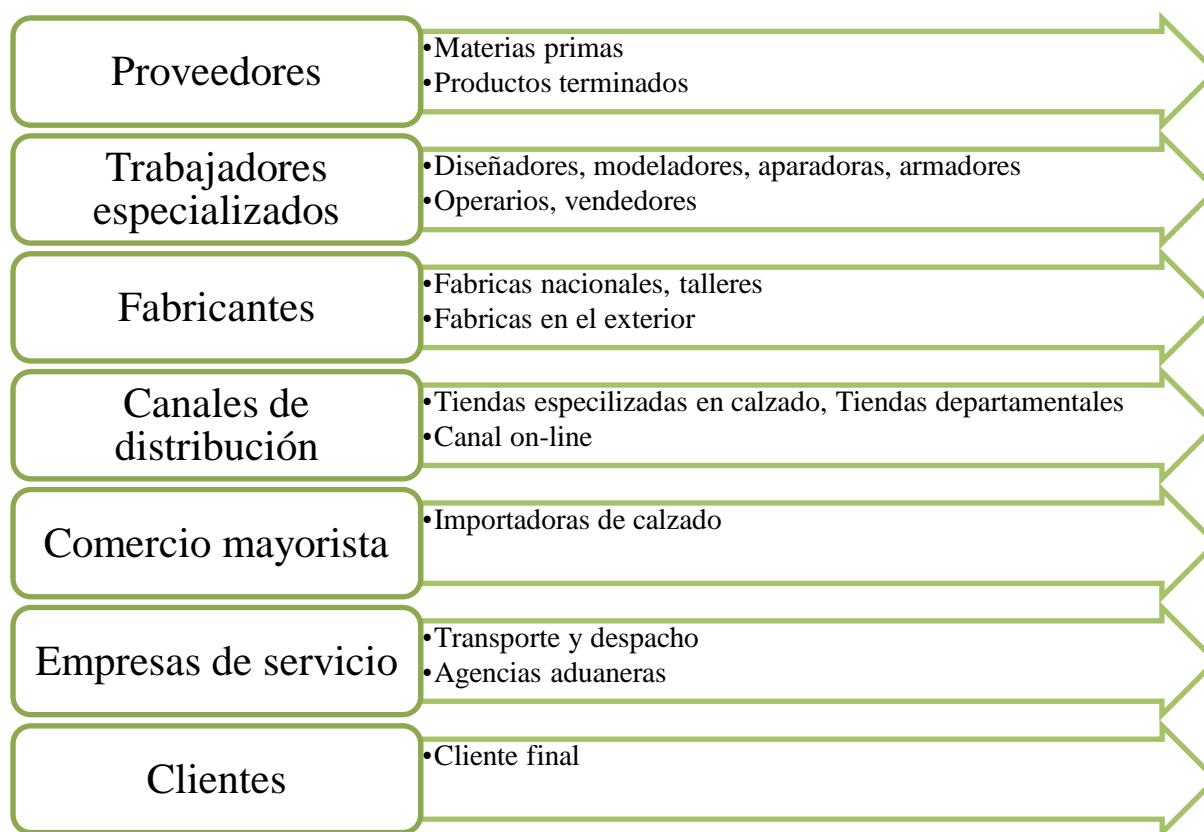 Proveedores
•Materias primas
•Productos terminados
Trabajadores
especializados
•Diseñadores, modeladores, aparadoras, armadores
•Operarios, vendedores
Fabricantes
•Fabricas nacionales, talleres
•Fabricas en el exterior
Canales de
distribución
•Tiendas especilizadas en calzado, Tiendas departamentales
•Canal on-line
Comercio mayorista
•Importadoras de calzado
Empresas de servicio
•Transporte y despacho
•Agencias aduaneras
Clientes
•Cliente final